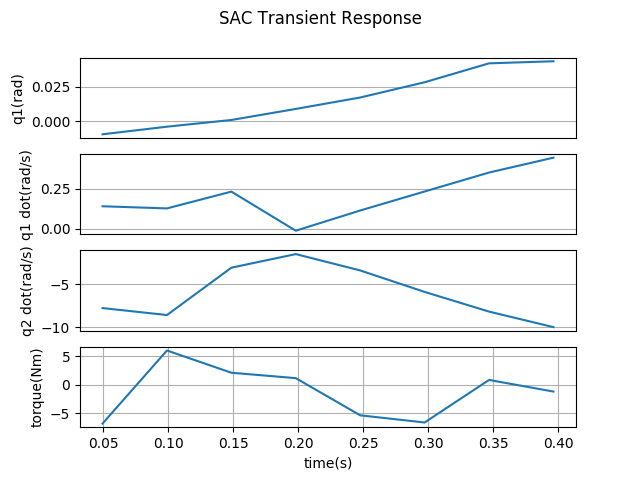 SAC Transient Response
q1(rad)
0.025
0.000
q1 dot(rad/s)
0.25
0.00
q2 dot(rad/s)
−5
−10
torque(Nm)
5
0
−5
0.05 0.10 0.15 0.20 0.25 0.30 0.35 0.40
time(s)